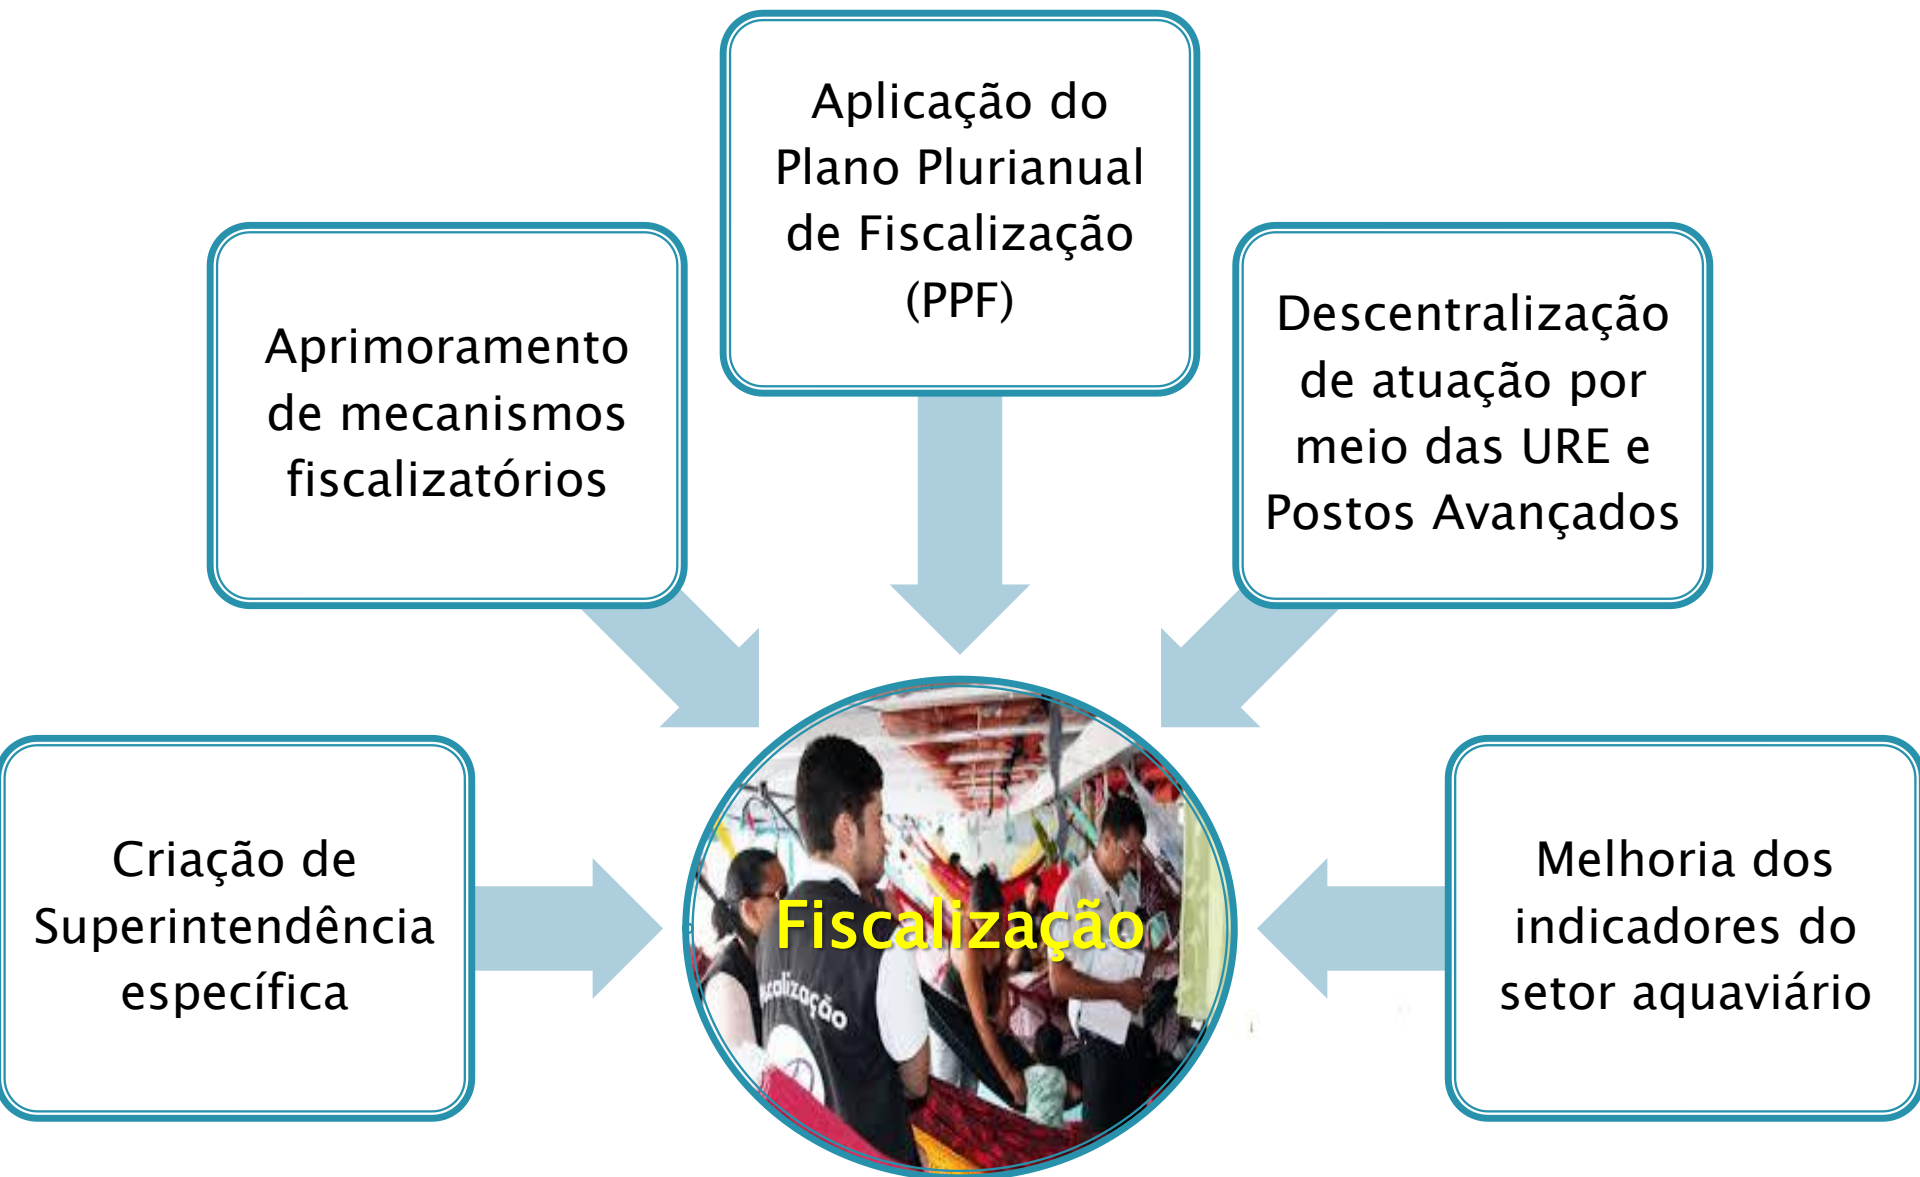 Aplicação do
Plano Plurianual
de Fiscalização
(PPF)
Aprimoramento
de mecanismos
fiscalizatórios
Descentralização
de atuação por
meio das URE e
Postos Avançados
Criação de
Superintendência
específica
Fiscalização
Melhoria dos
indicadores do
setor aquaviário